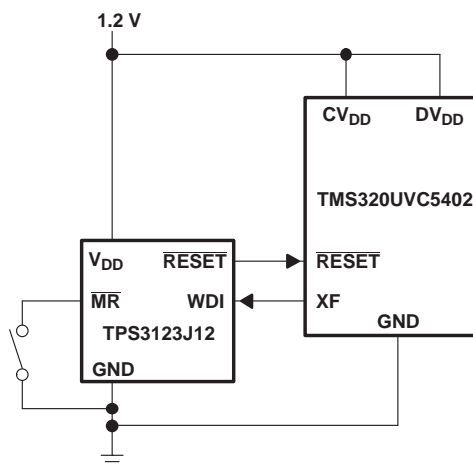 1.2 V
CVDD DVDD
TMS320UVC5402
VDD RESET RESET
MR WDI XF
TPS3123J12
GND
GND